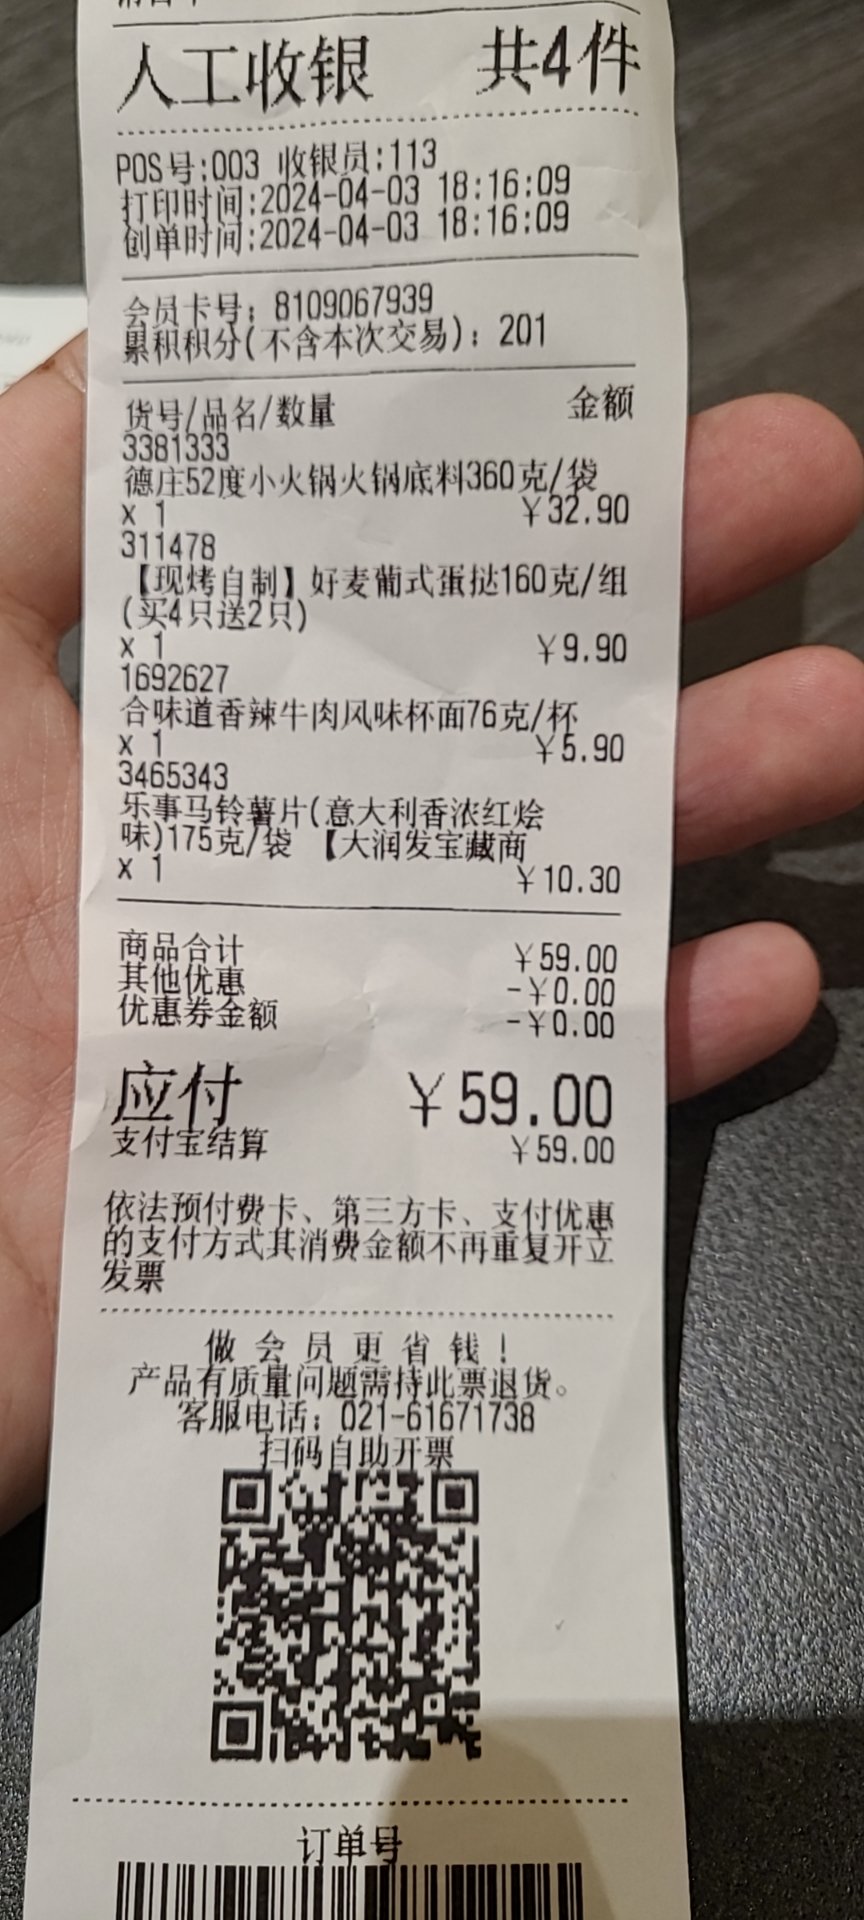 人工收银 共4件
POS号:003 收银员:113
打印时间:2024-04-03 18:16:09
创单时间:2024-04-03 18:16:09
会员卡号: 8109067939
累积积分(不含本次交易): 201
货号/品名/数量 金额
3381333
德庄52度小火锅火锅底料360克/袋
x 1 ￥32.90
311478
【现烤自制】好麦葡式蛋挞160克/组
(买4只送2只)
x 1 ￥9.90
1692627
合味道香辣牛肉风味杯面76克/杯
x 1 ￥5.90
3465343
乐事马铃薯片(意大利香浓红烩
味)175克/袋 【大润发宝藏商
x 1 ￥10.30
商品合计 ￥59.00
其他优惠 -￥0.00
优惠券金额 -￥0.00
应付 ￥59.00
支付宝结算 ￥59.00
依法预付费卡、第三方卡、支付优惠
的支付方式其消费金额不再重复开立
发票
做会员更省钱!
产品有质量问题需持此票退货。
客服电话: 021-61671738
扫码自助开票
订单号